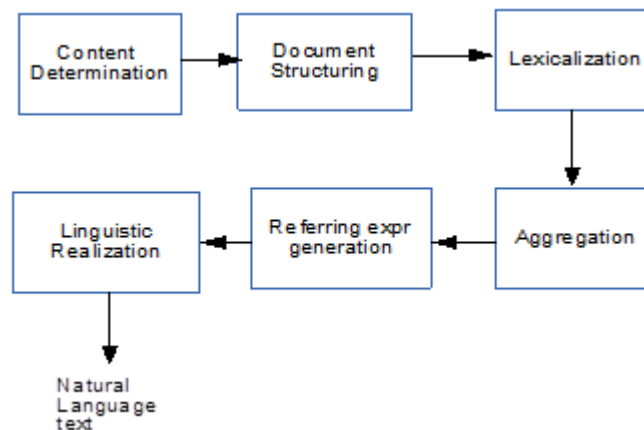 Content
Determination
Document
Structuring
Lexicalization
Aggregation
Referring expr
generation
Linguistic
Realization
Natural
Language
text